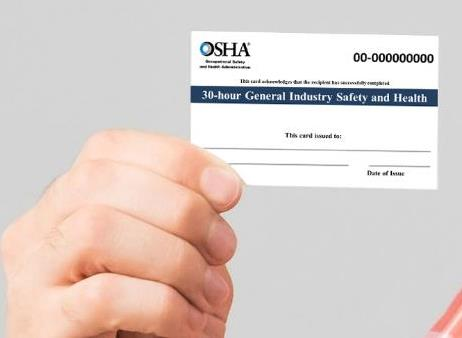 OSHA®
Occupational Safety
and Health Administration
00-000000000
This card acknowledges that the recipient has successfully completed
30-hour General Industry Safety and Health
This card issued to:
Date of Issue